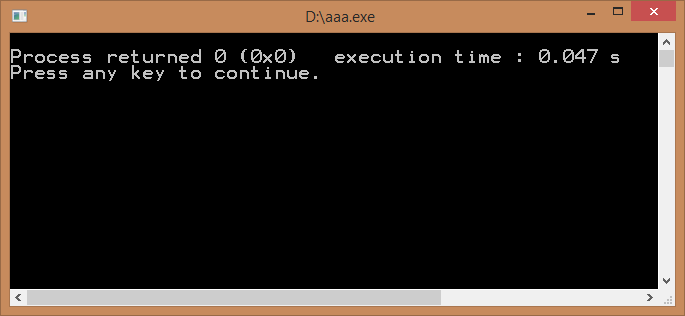 D:\aaa.exe
Process returned 0 (0x0)   execution time : 0.047 s
Press any key to continue.